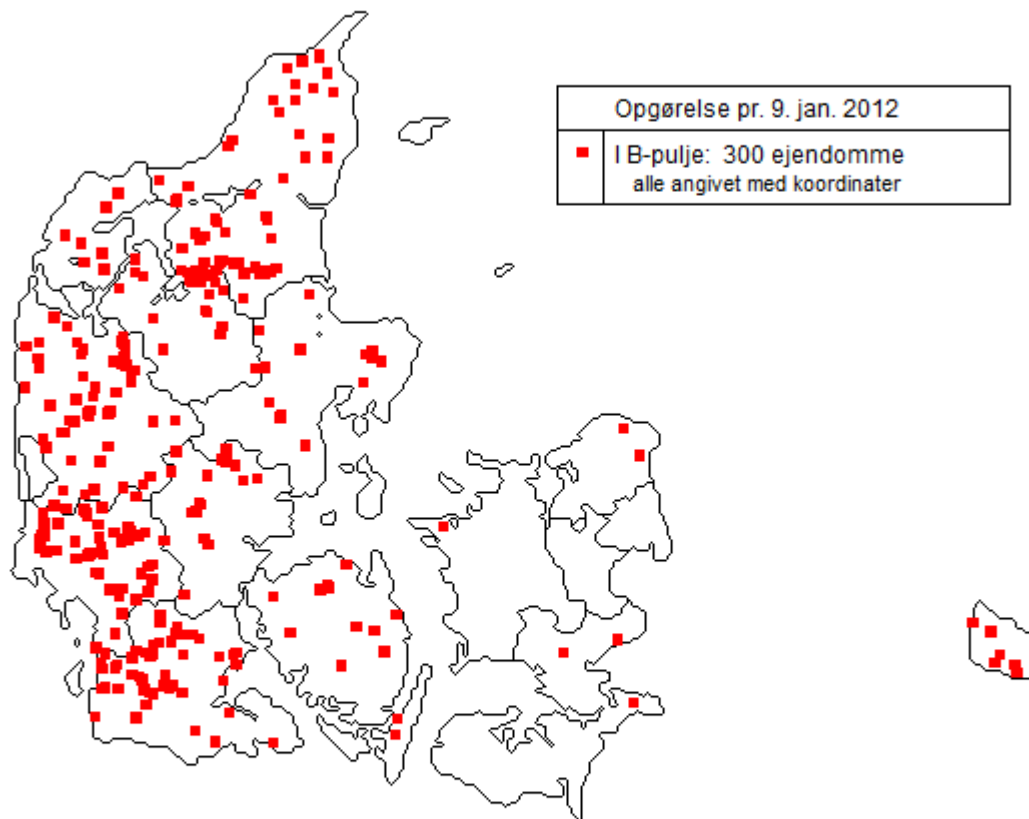 Opgørelse pr. 9. jan. 2012
I B-pulje: 300 ejendomme
alle angivet med koordinater